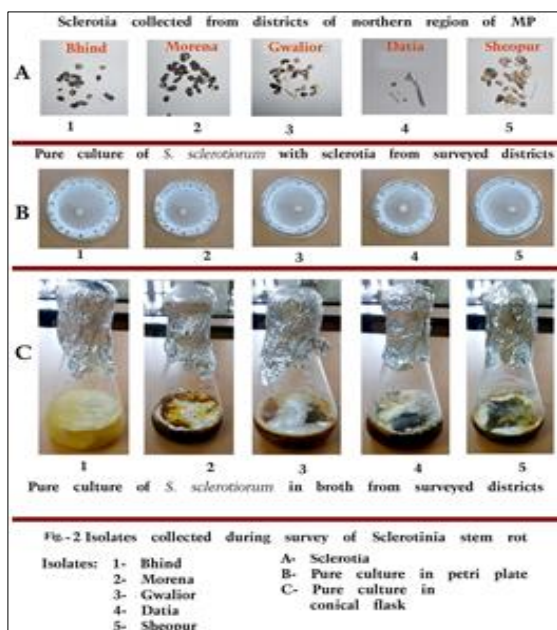 Sclerotia collected from districts of northern region of MP
A
Bhind Morena Gwalior Datia Sheopur
1 2 3 4 5
Pure culture of S. sclerotiorum with sclerotia from surveyed districts
B
1 2 3 4 5
C
1 2 3 4 5
Pure culture of S. sclerotiorum in broth from surveyed districts
Fig.-2 Isolates collected during survey of Sclerotinia stem rot
Isolates: 1- Bhind
2- Morena
3- Gwalior
4- Datia
5- Sheopur
A- Sclerotia
B- Pure culture in petri plate
C- Pure culture in
conical flask